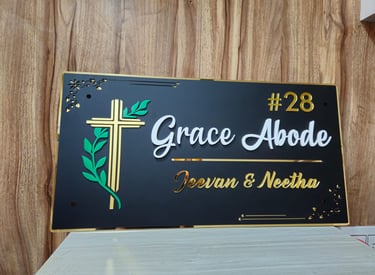 #28
Grace Abode
Jeevan & Neetha